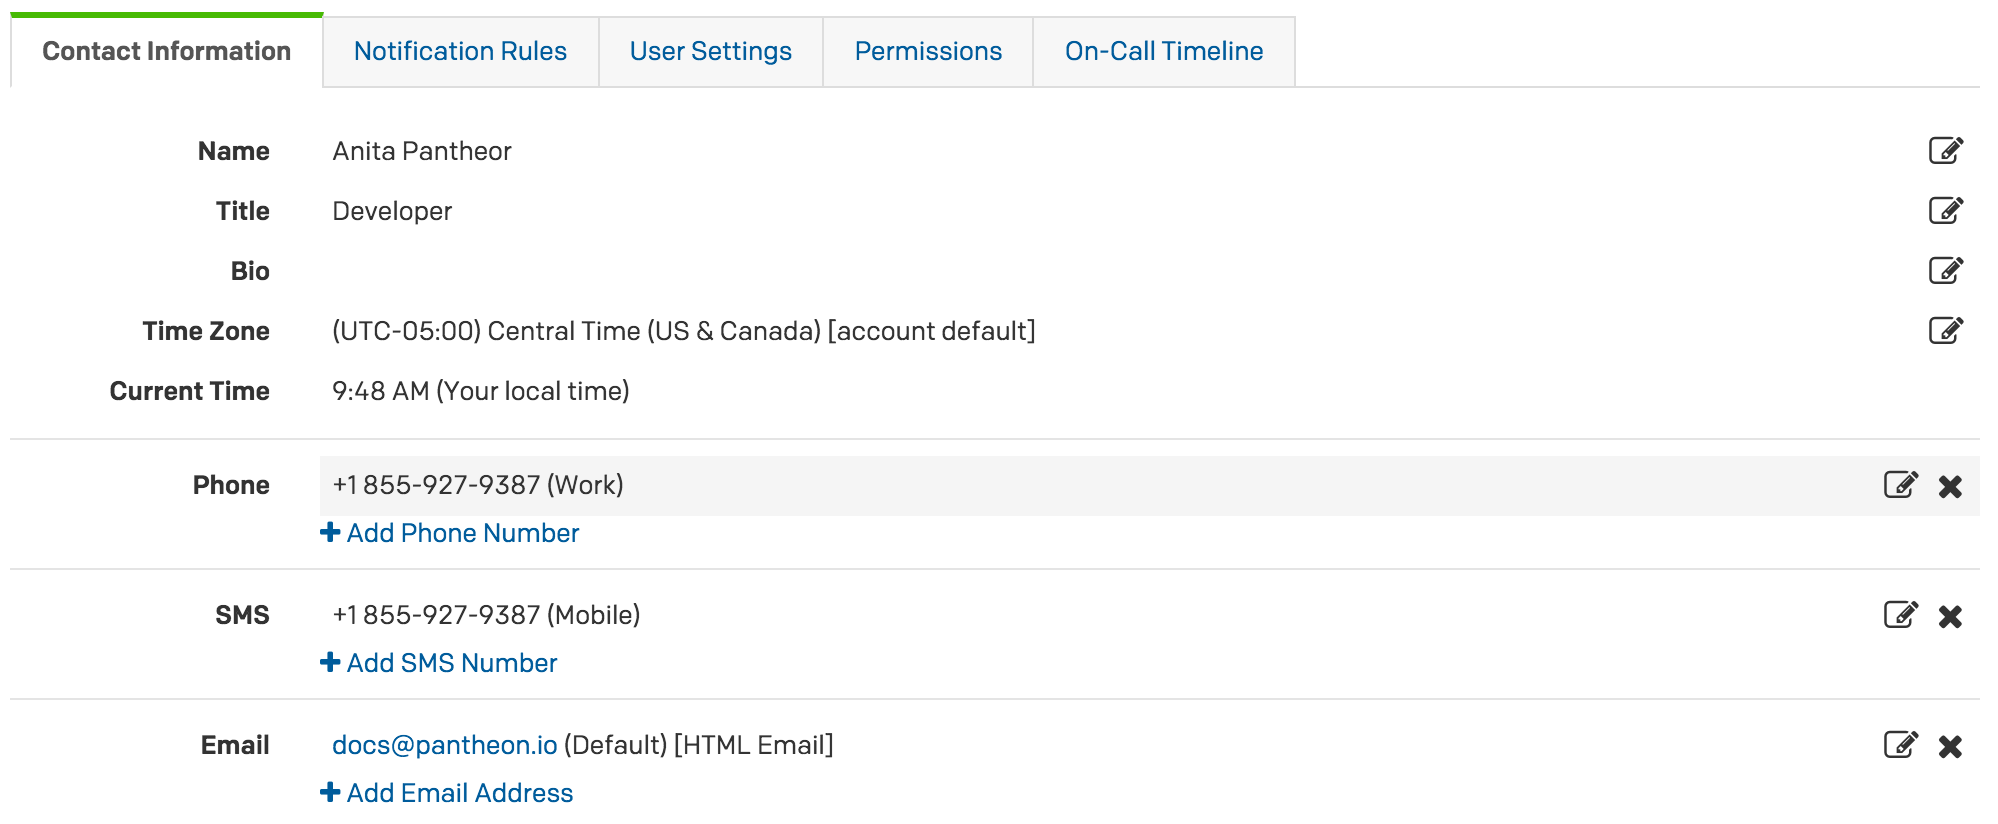 Contact Information Notification Rules User Settings Permissions On-Call Timeline
Name Anita Pantheor
Title Developer
Bio
Time Zone (UTC-05:00) Central Time (US & Canada) [account default]
Current Time 9:48 AM (Your local time)
Phone +1 855-927-9387 (Work)
Add Phone Number
SMS +1 855-927-9387 (Mobile)
Add SMS Number
Email docs@pantheon.io (Default) [HTML Email]
Add Email Address